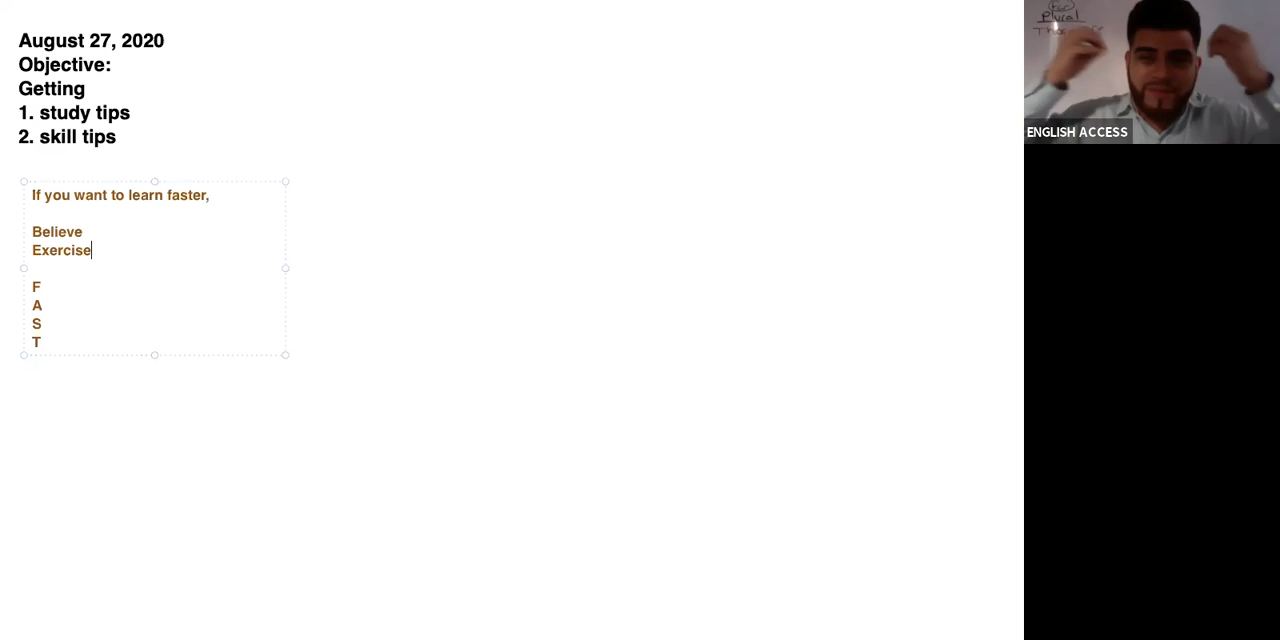 August 27, 2020
Objective:
Getting
1. study tips
2. skill tips
If you want to learn faster,
Believe
Exercise
F
A
S
T
Plural
ENGLISH ACCESS